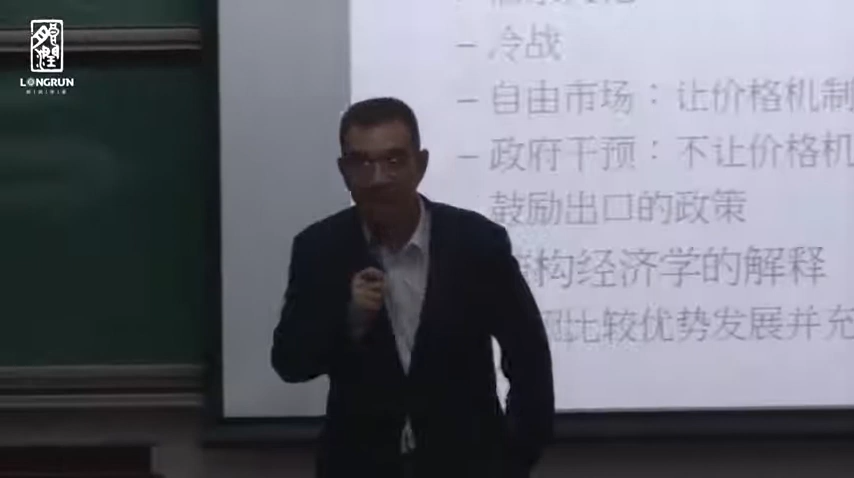 LONGRUN
– 冷战
– 自由市场：让价格机制
– 政府干预：不让价格机
鼓励出口的政策
构经济学的解释
比较优势发展并充